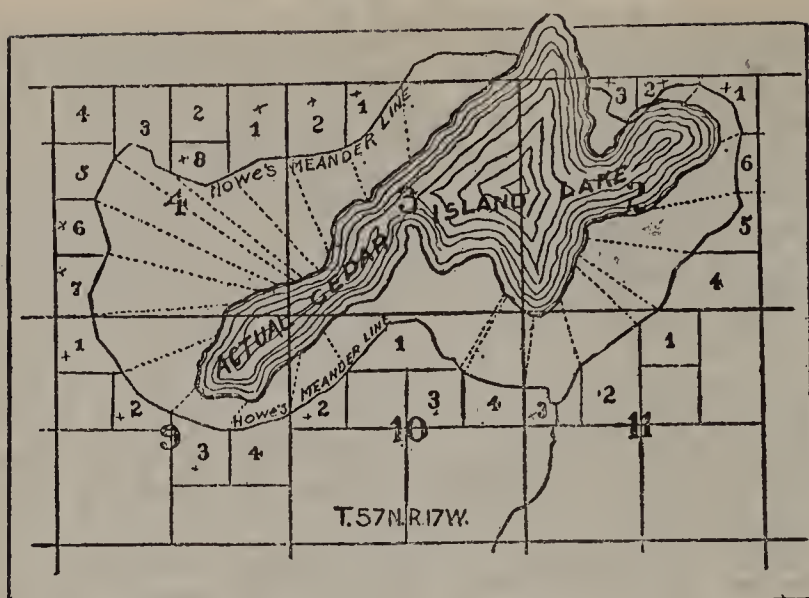 4 3 2 1 2 1 3 2 1
8
5 4 HOWE'S MEANDER LINE 6
3 ISLAND LAKE 2
6 5
7 4
ACTUAL CEDAR
1 HOWE'S MEANDER LINE 1 1
2 2 3 4 3 2
9 10 11
3 4
T.57N.R.17W.